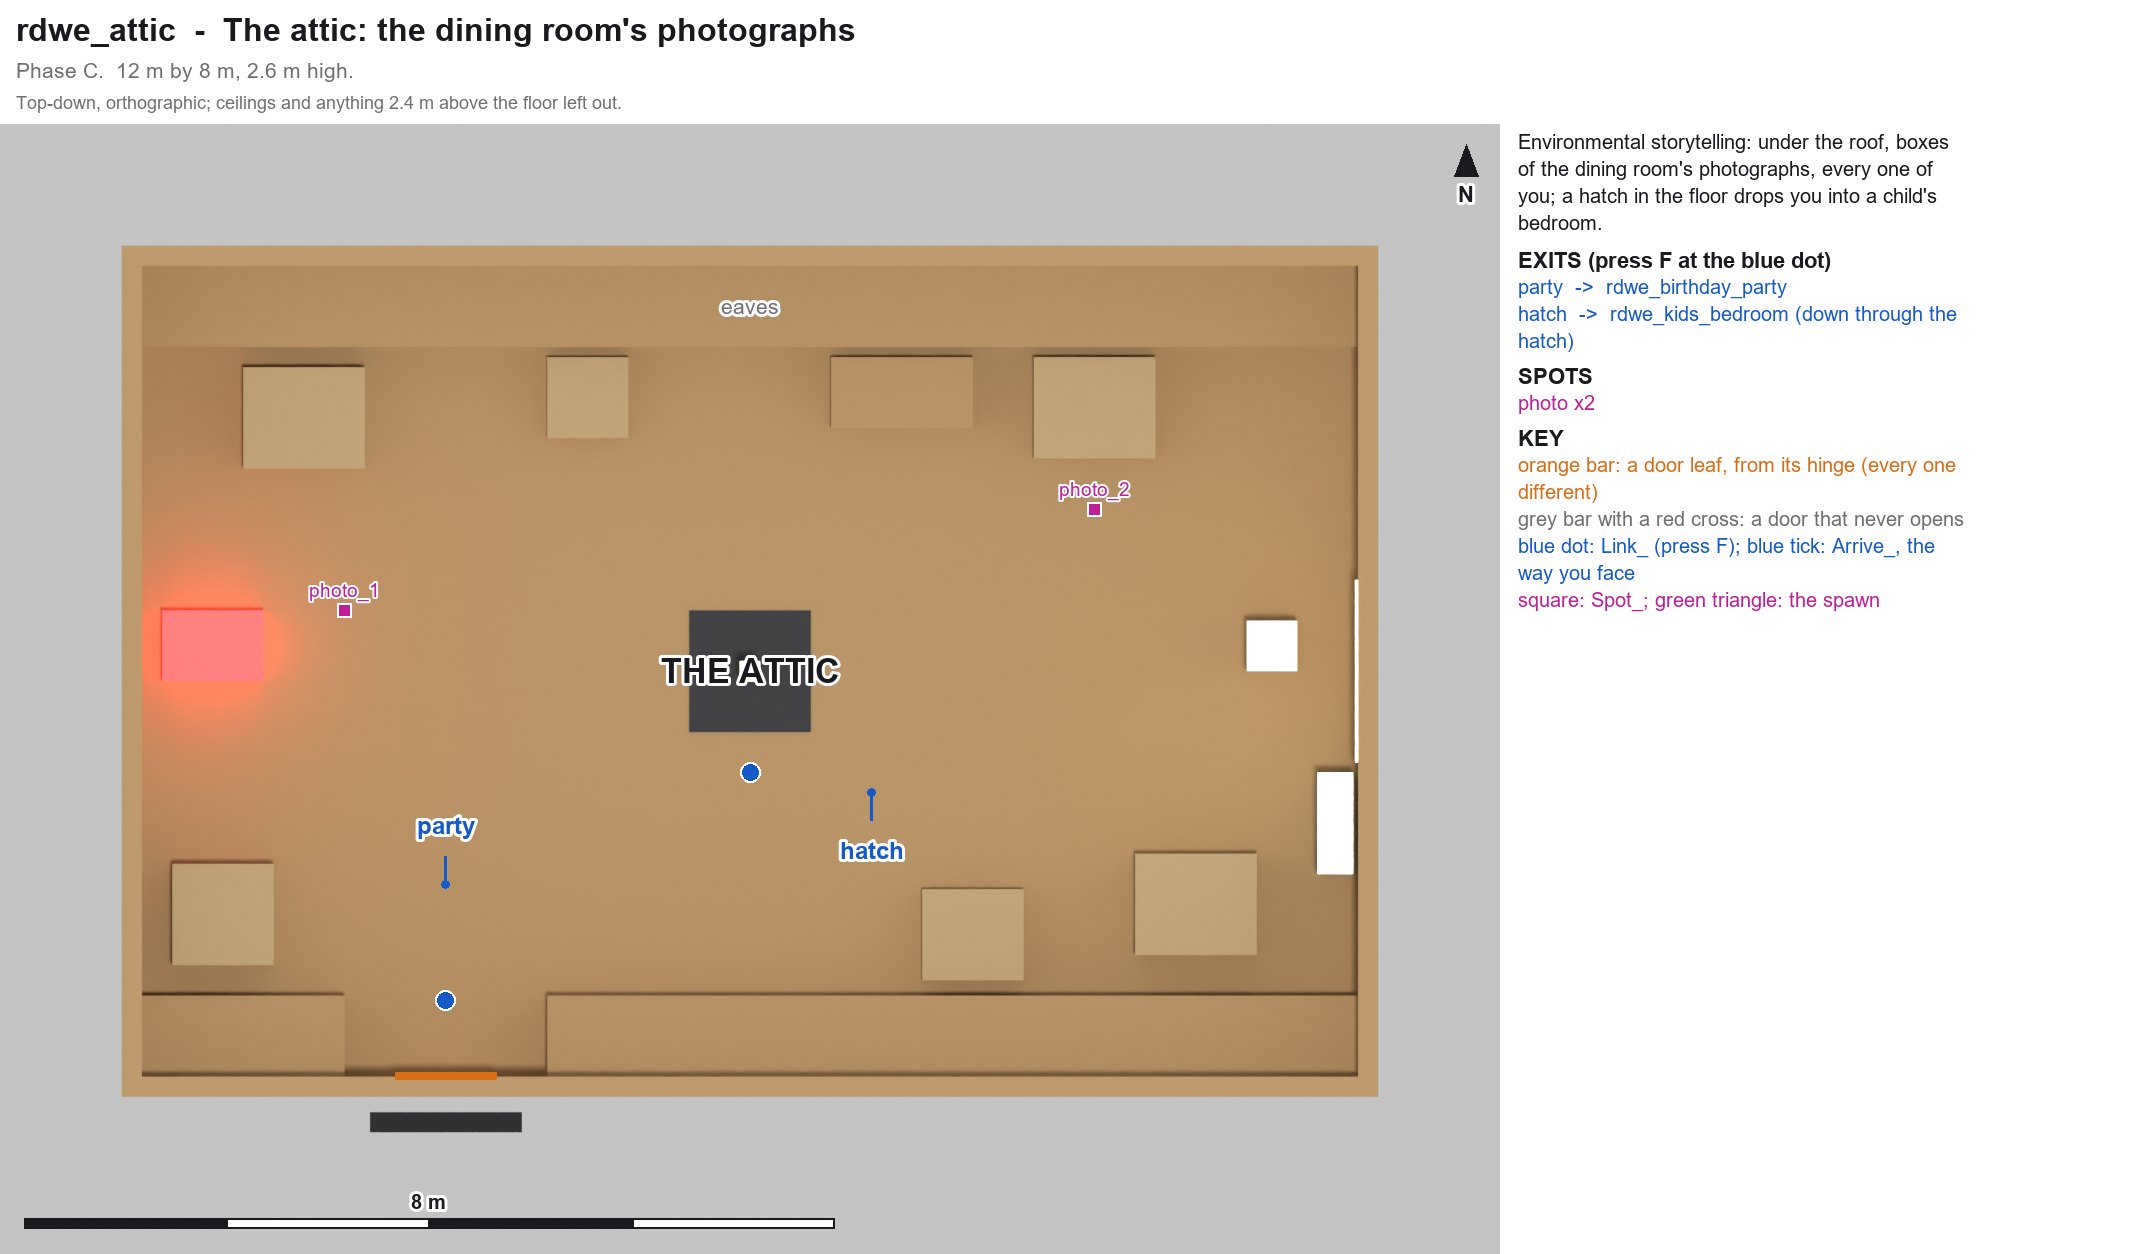 rdwe_attic - The attic: the dining room's photographs
Phase C. 12 m by 8 m, 2.6 m high.
Top-down, orthographic; ceilings and anything 2.4 m above the floor left out.
N
eaves
photo_2
photo_1
THE ATTIC
party
hatch
8 m
Environmental storytelling: under the roof, boxes
of the dining room's photographs, every one of
you; a hatch in the floor drops you into a child's
bedroom.
EXITS (press F at the blue dot)
party -> rdwe_birthday_party
hatch -> rdwe_kids_bedroom (down through the
hatch)
SPOTS
photo x2
KEY
orange bar: a door leaf, from its hinge (every one
different)
grey bar with a red cross: a door that never opens
blue dot: Link_ (press F); blue tick: Arrive_, the
way you face
square: Spot_; green triangle: the spawn